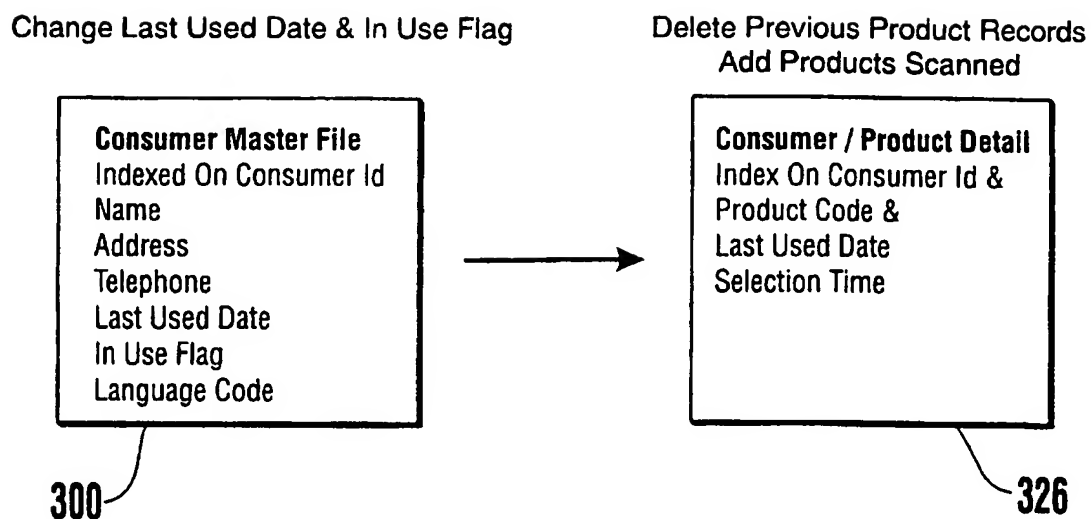 Change Last Used Date & In Use Flag
Consumer Master File
Indexed On Consumer Id
Name
Address
Telephone
Last Used Date
In Use Flag
Language Code
300
Delete Previous Product Records
Add Products Scanned
Consumer / Product Detail
Index On Consumer Id &
Product Code &
Last Used Date
Selection Time
326